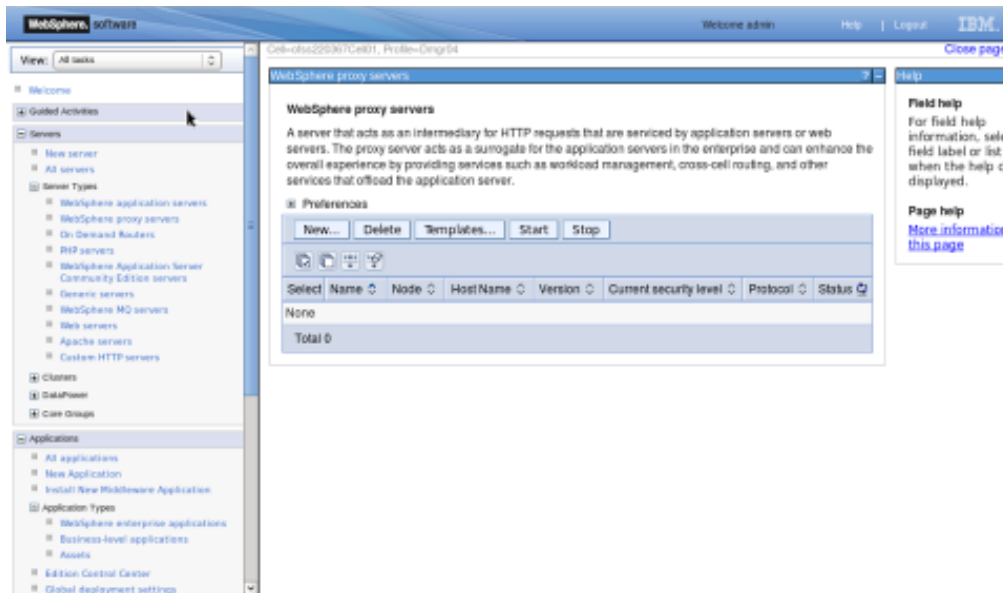 WebSphere. software
Welcome admin
Help | Logout
IBM.
View: All tasks
Welcome
Guided Activities
Servers
New server
All servers
Server Types
WebSphere application servers
WebSphere proxy servers
On Demand Routers
PHP servers
WebSphere Application Server
Community Edition servers
Generic servers
WebSphere MQ servers
Web servers
Apache servers
Custom HTTP servers
Clusters
DataPower
Core Groups
Applications
All applications
New Application
Install New Middleware Application
Application Types
WebSphere enterprise applications
Business-level applications
Assets
Edition Control Center
Global deployment settings
Profile=Dmgr04
Close page
WebSphere proxy servers
? -
WebSphere proxy servers
A server that acts as an intermediary for HTTP requests that are serviced by application servers or web
servers. The proxy server acts as a surrogate for the application servers in the enterprise and can enhance the
overall experience by providing services such as workload management, cross-cell routing, and other
services that offload the application server.
Preferences
New... Delete Templates... Start Stop
Select Name Node Host Name Version Current security level Protocol Status
None
Total 0
Help
Field help
For field help
information, sele
field label or list
when the help c
displayed.
Page help
More information
this page